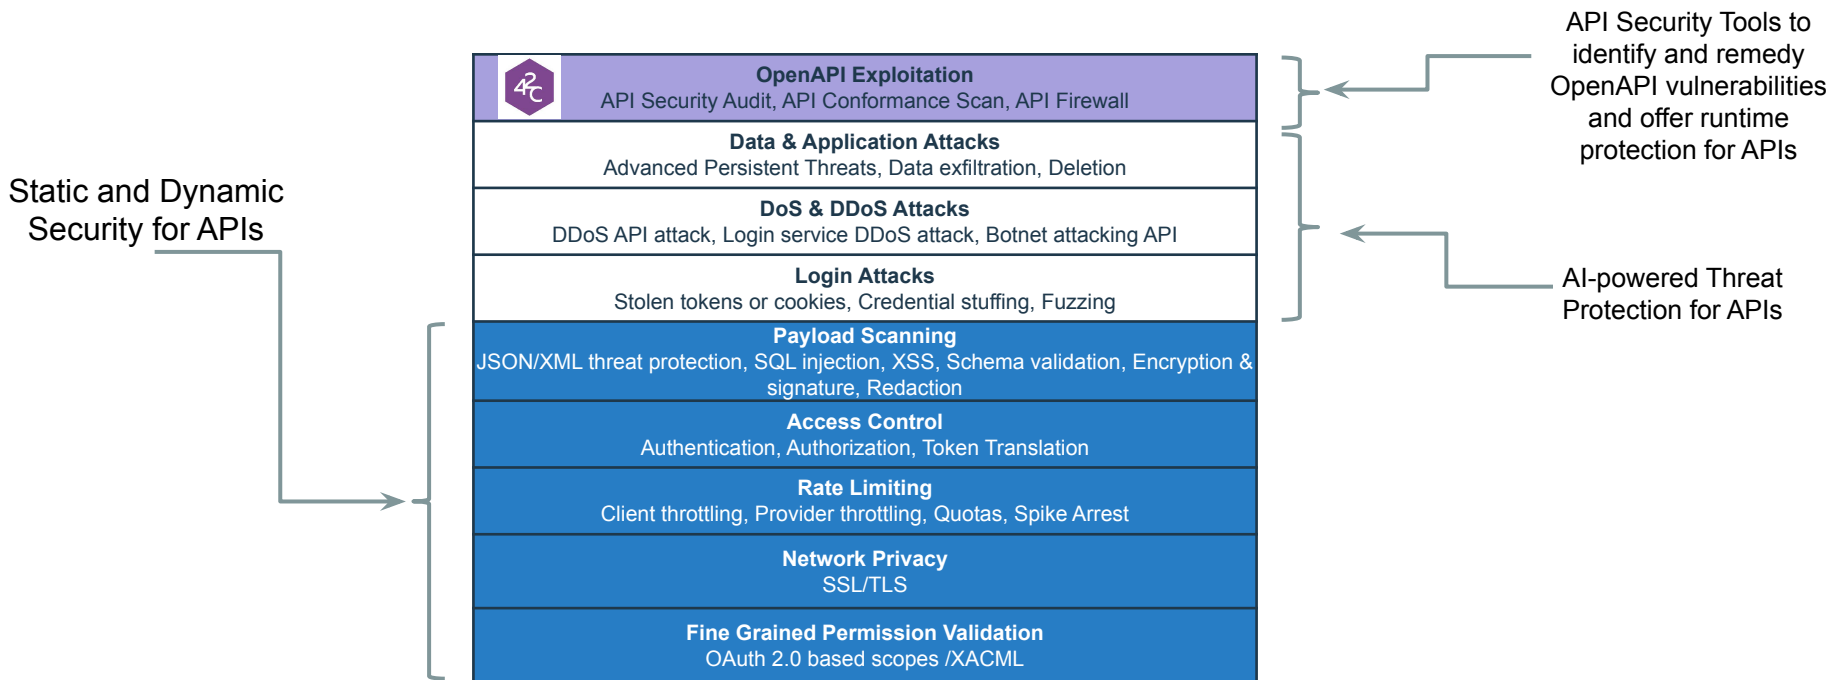 API Security Tools to
identify and remedy
OpenAPI vulnerabilities
and offer runtime
protection for APIs
42C
OpenAPI Exploitation
API Security Audit, API Conformance Scan, API Firewall
Data & Application Attacks
Advanced Persistent Threats, Data exfiltration, Deletion
Static and Dynamic
Security for APIs
DoS & DDoS Attacks
DDoS API attack, Login service DDoS attack, Botnet attacking API
Login Attacks
Stolen tokens or cookies, Credential stuffing, Fuzzing
AI-powered Threat
Protection for APIs
Payload Scanning
JSON/XML threat protection, SQL injection, XSS, Schema validation, Encryption &
signature, Redaction
Access Control
Authentication, Authorization, Token Translation
Rate Limiting
Client throttling, Provider throttling, Quotas, Spike Arrest
Network Privacy
SSL/TLS
Fine Grained Permission Validation
OAuth 2.0 based scopes /XACML